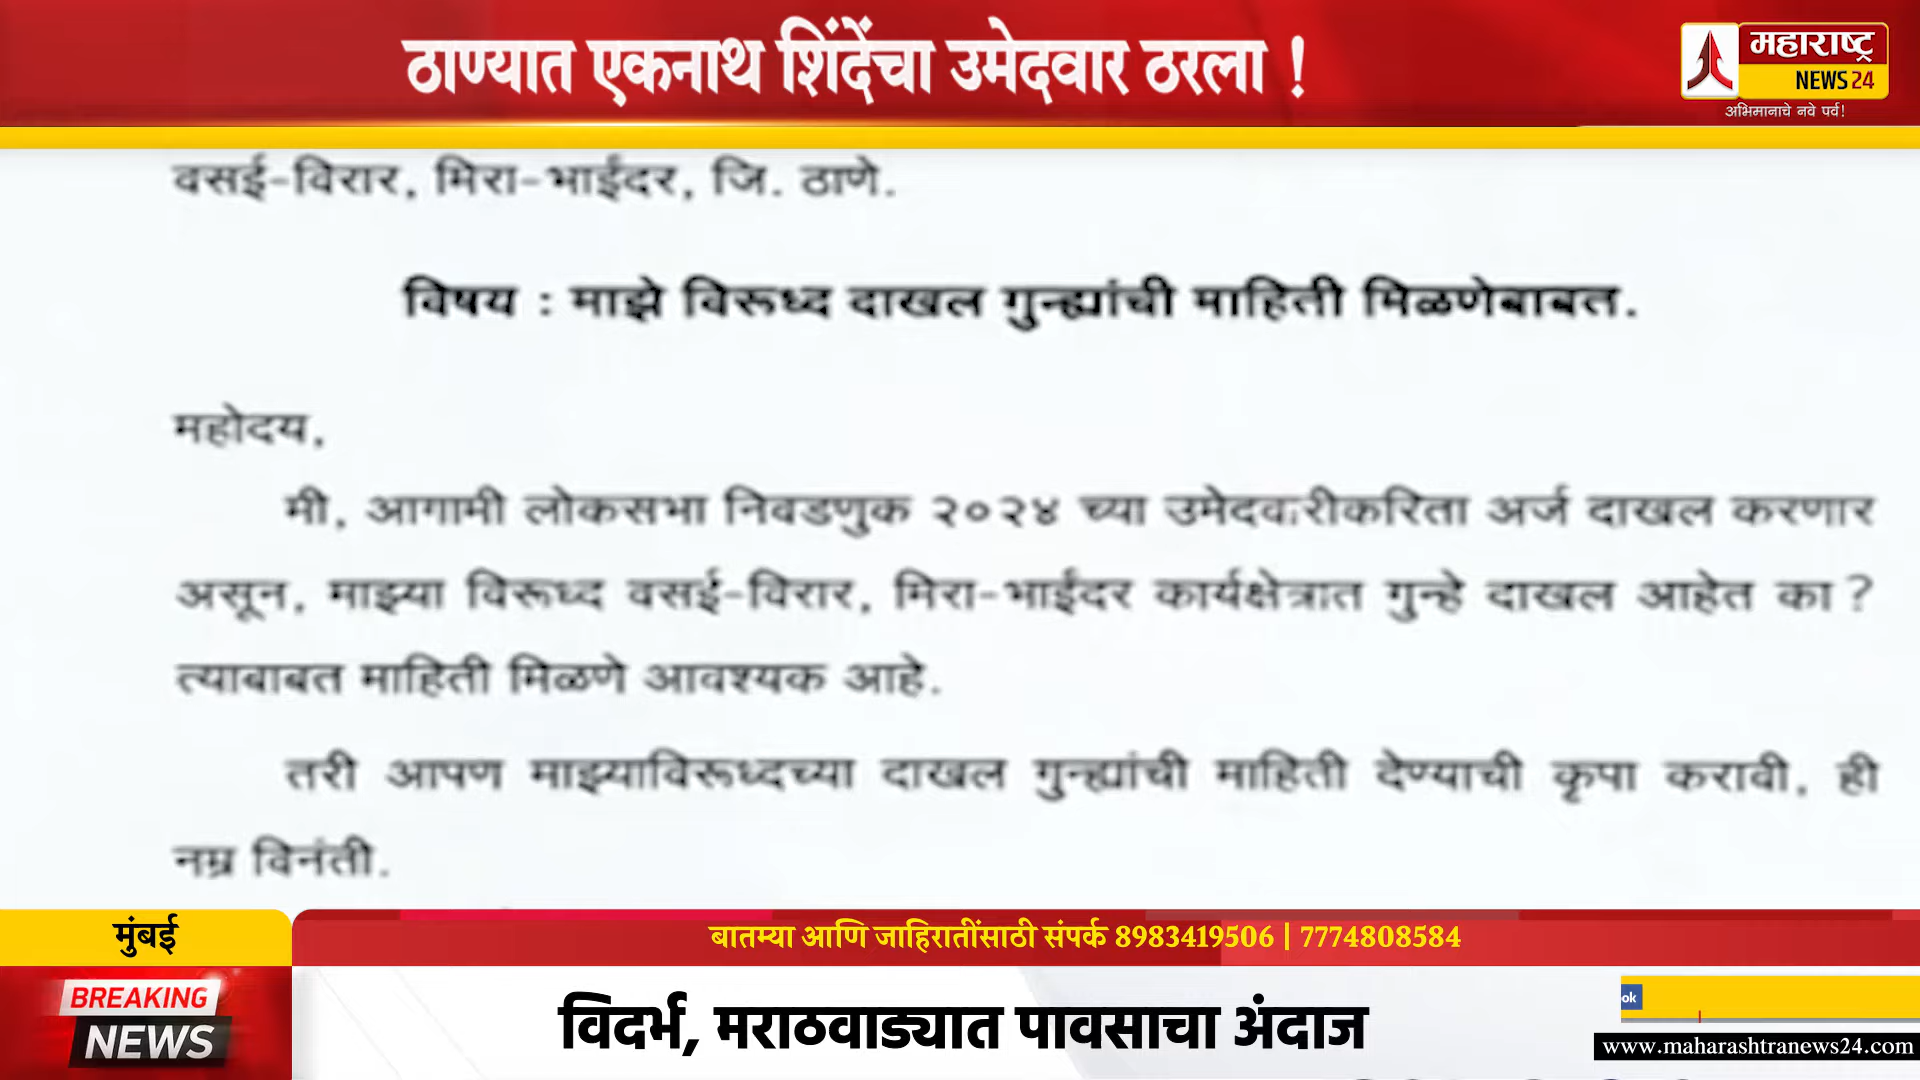 ठाण्यात एकनाथ शिंदेंचा उमेदवार ठरला !
महाराष्ट्र
NEWS 24
अभिमानाचे नवे पर्व!
वसई-विरार, मिरा-भाईंदर, जि. ठाणे.
विषय : माझे विरूध्द दाखल गुन्ह्यांची माहिती मिळणेबाबत.
महोदय,
मी, आगामी लोकसभा निवडणुक २०२४ च्या उमेदवारीकरिता अर्ज दाखल करणार
असून, माझ्या विरूध्द वसई-विरार, मिरा-भाईंदर कार्यक्षेत्रात गुन्हे दाखल आहेत का?
त्याबाबत माहिती मिळणे आवश्यक आहे.
तरी आपण माझ्याविरूध्दच्या दाखल गुन्ह्यांची माहिती देण्याची कृपा करावी, ही
नम्र विनंती.
मुंबई
बातम्या आणि जाहिरातींसाठी संपर्क 8983419506 | 7774808584
BREAKING
NEWS
विदर्भ, मराठवाड्यात पावसाचा अंदाज
ok
www.maharashtranews24.com